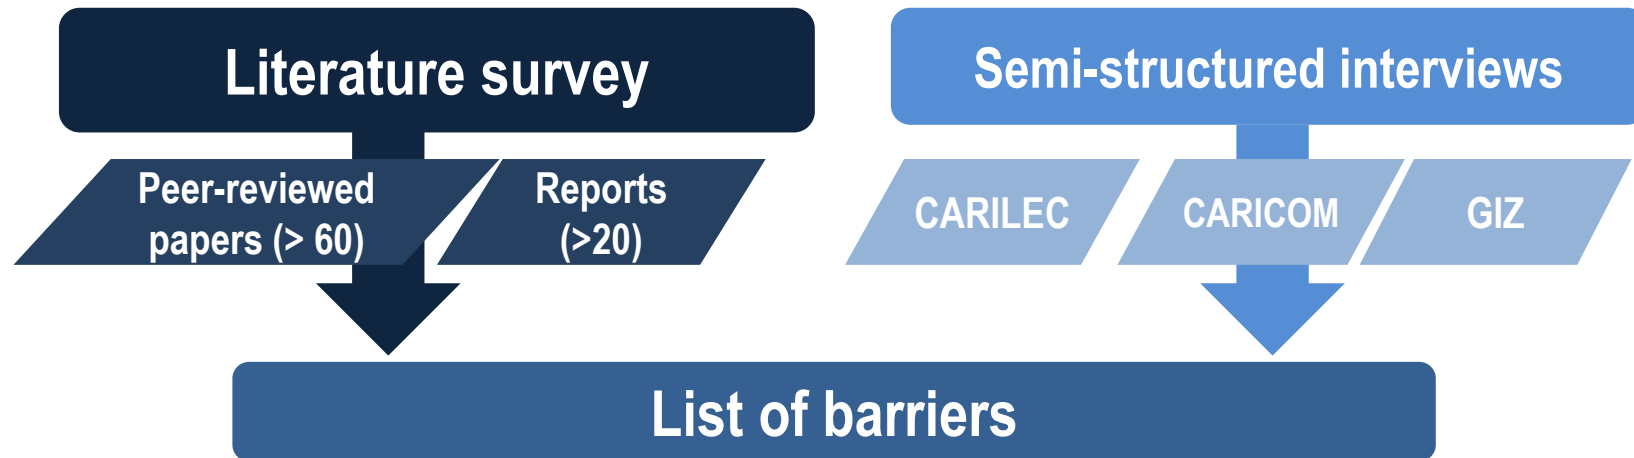 Literature survey
Semi-structured interviews
Peer-reviewed
papers (> 60)
Reports
(>20)
CARILEC
CARICOM
GIZ
List of barriers